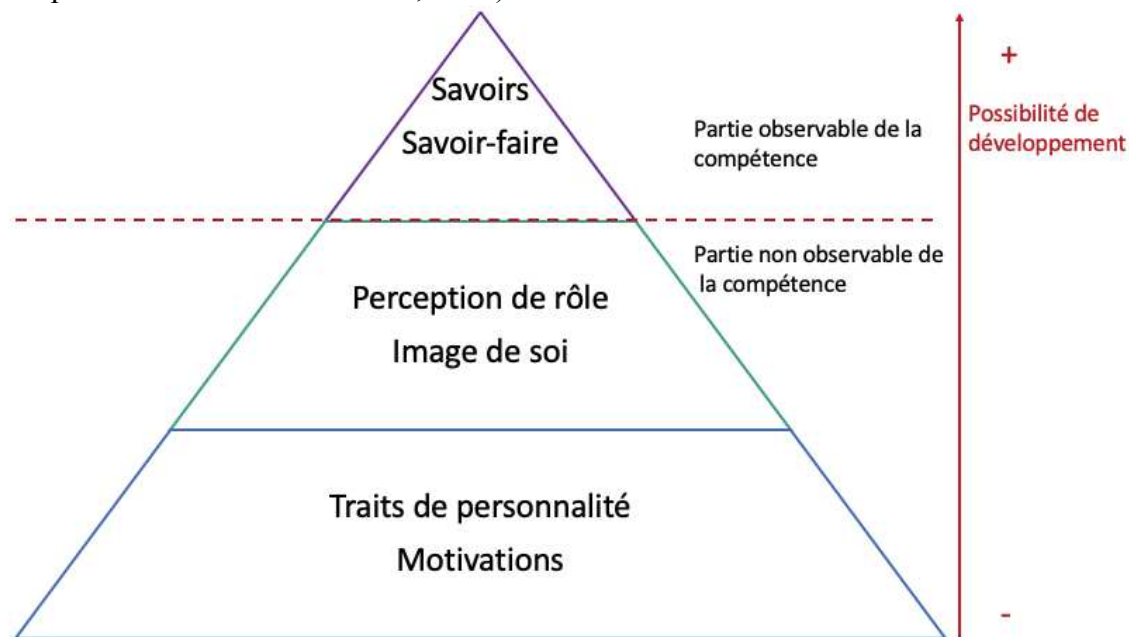 Savoirs
Savoir-faire
Partie observable de la
compétence
+
Possibilité de
développement
Partie non observable de
la compétence
Perception de rôle
Image de soi
Traits de personnalité
Motivations
-